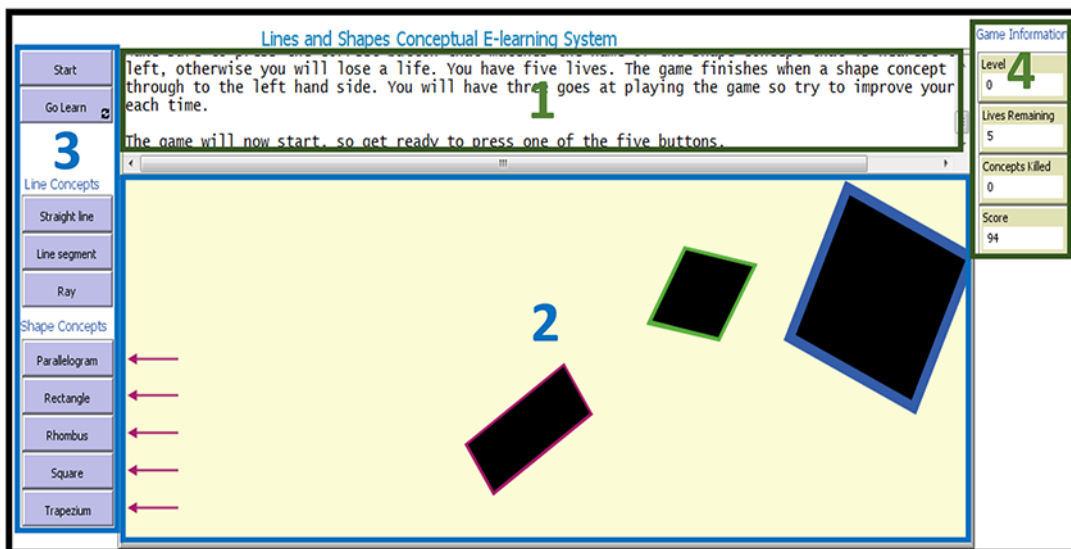 Lines and Shapes Conceptual E-learning System
left, otherwise you will lose a life. You have five lives. The game finishes when a shape concept
through to the left hand side. You will have three goes at playing the game so try to improve your
each time.
The game will now start, so get ready to press one of the five buttons.
1
Start
Go Learn
3
Line Concepts
Straight line
Line segment
Ray
Shape Concepts
Parallelogram
Rectangle
Rhombus
Square
Trapezium
2
Game Information
4
Level
0
Lives Remaining
5
Concepts Killed
0
Score
94